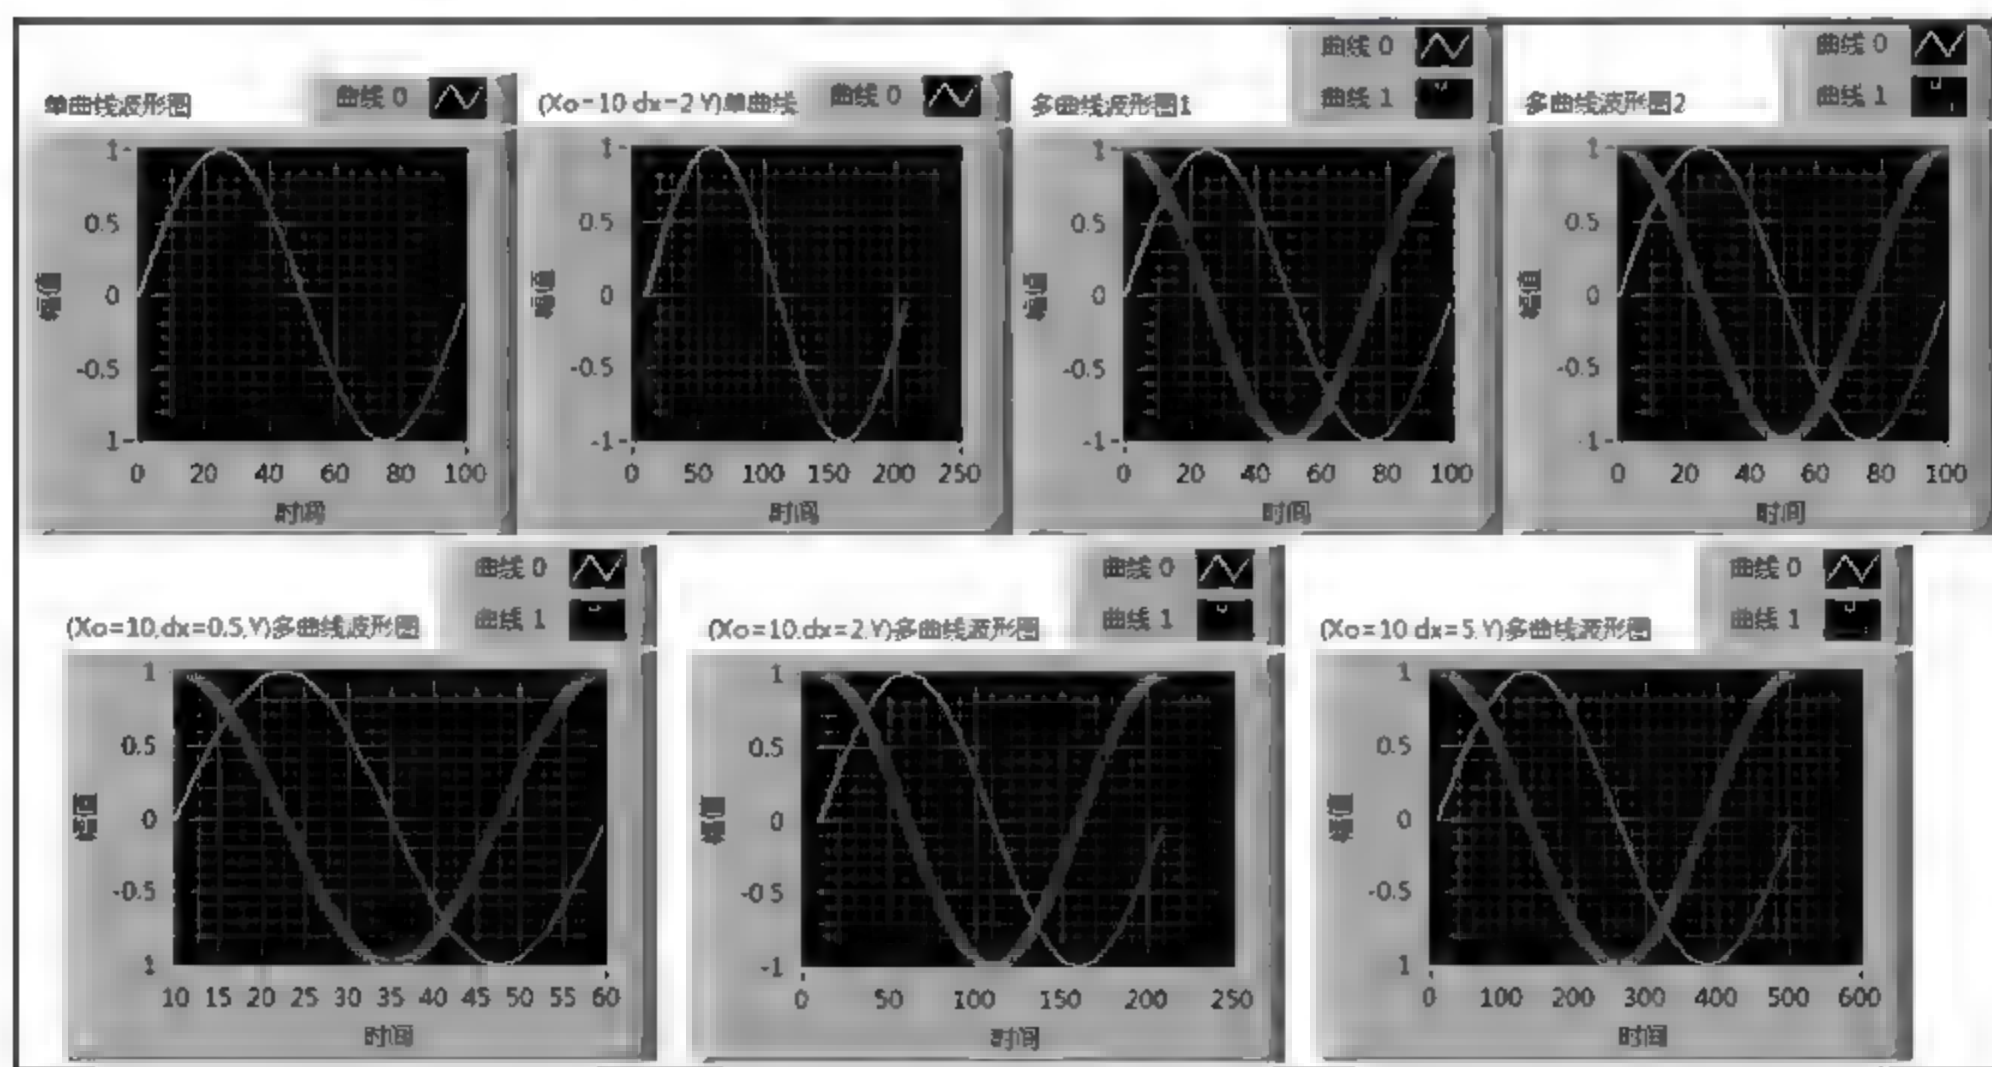 单曲线波形图
曲线 0
1
0.5
0
-0.5
1
幅值
0 20 40 60 80 100
时间
(Xo=10 dx=2 Y)单曲线
曲线 0
1
0.5
0
-0.5
-1
幅值
0 50 100 150 200 250
时间
多曲线波形图1
曲线 0
曲线 1
1
0.5
0
-0.5
-1
幅值
0 20 40 60 80 100
时间
多曲线波形图2
曲线 0
曲线 1
1
0.5
0
-0.5
1
幅值
0 20 40 60 80 100
时间
(Xo=10,dx=0.5,Y)多曲线波形图
曲线 0
曲线 1
1
0.5
0
-0.5
1
幅值
10 15 20 25 30 35 40 45 50 55 60
时间
(Xo=10,dx=2,Y)多曲线波形图
曲线 0
曲线 1
1
0.5
0
-0 5
-1
幅值
0 50 100 150 200 250
时间
(Xo=10 dx=5,Y)多曲线波形图
曲线 0
曲线 1
1
0.5
0
-0.5
1
幅值
0 100 200 300 400 500 600
时间